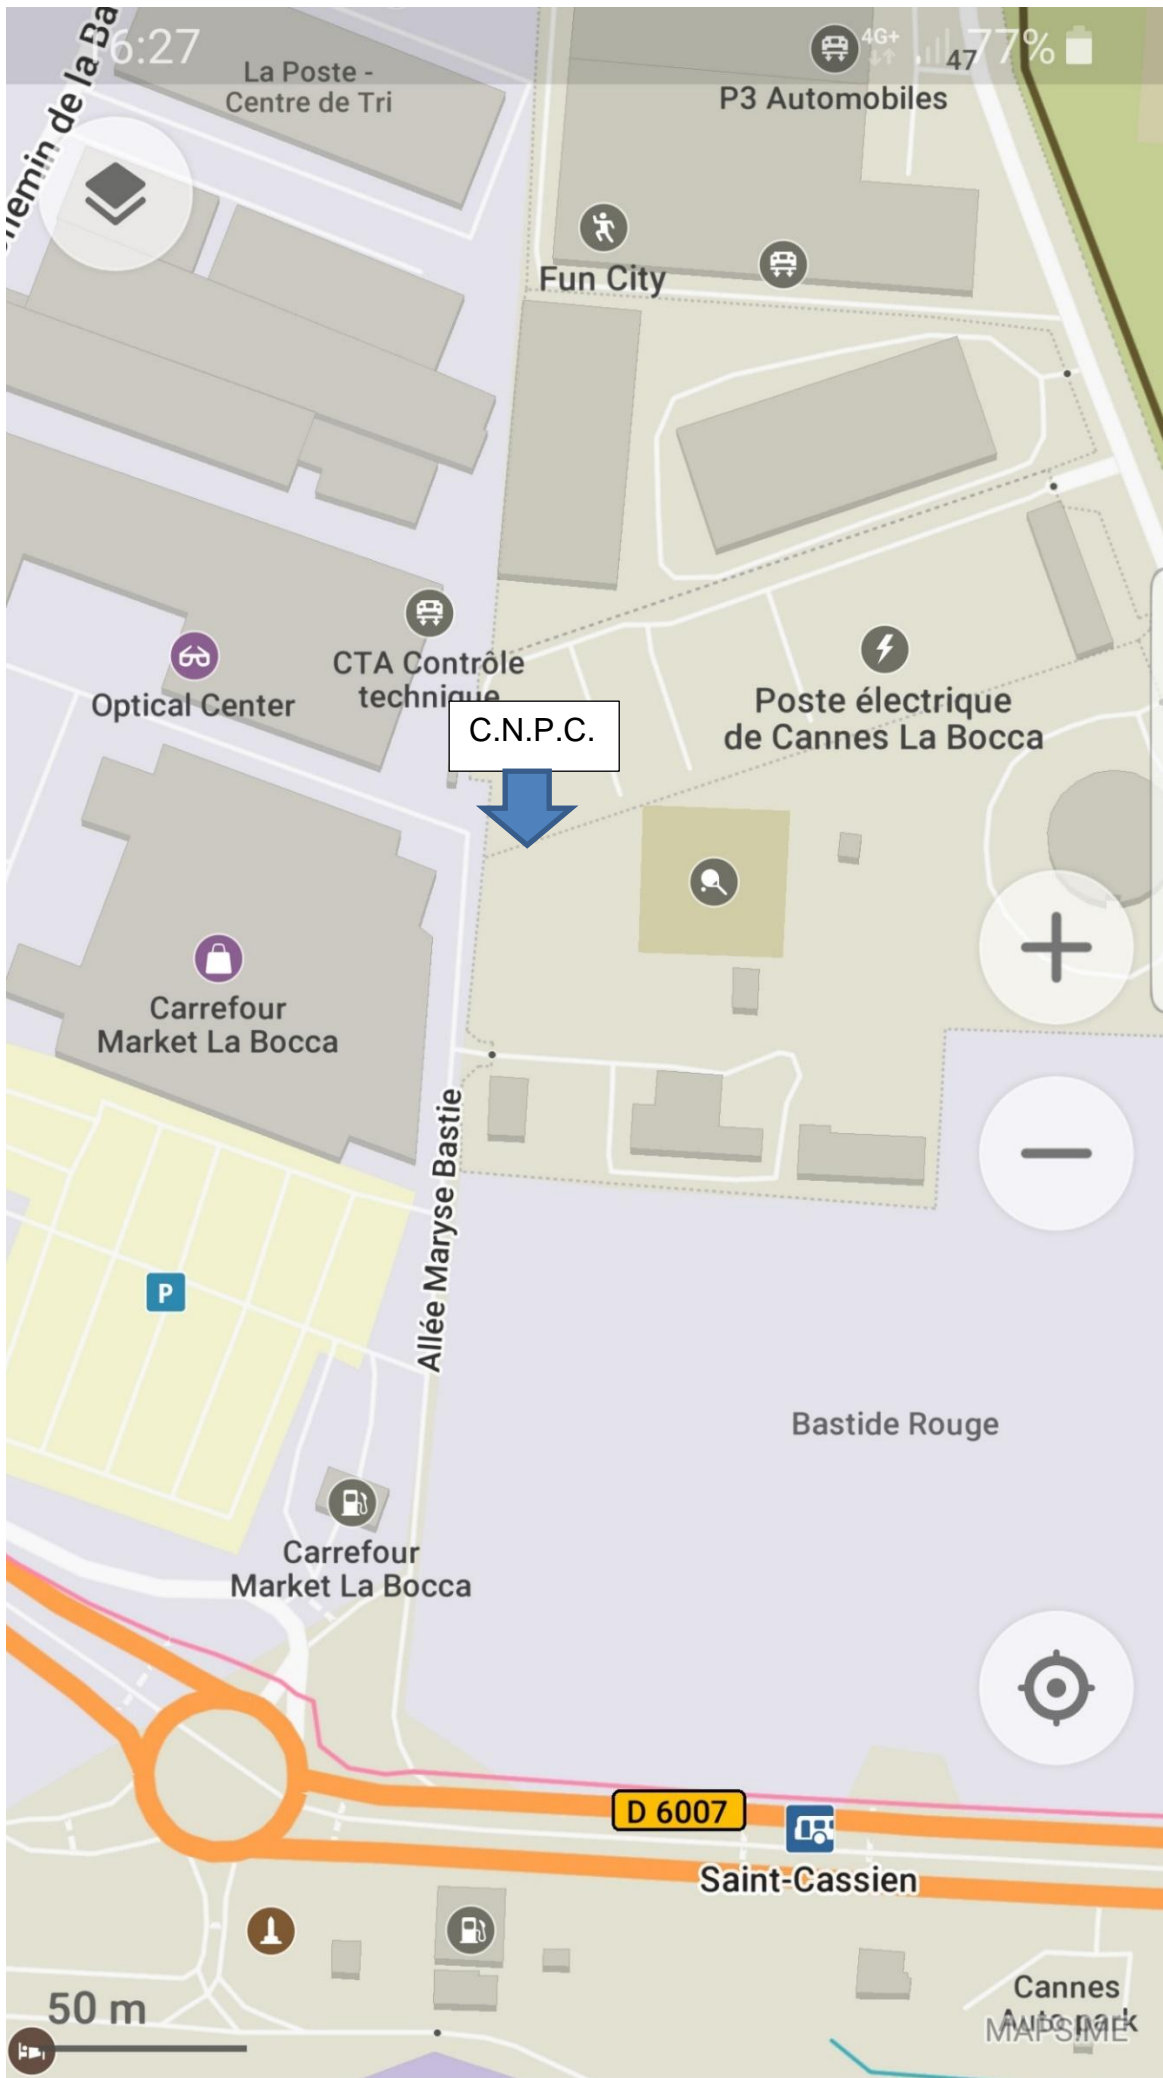 6:27
4G+
77%
La Poste -
Centre de Tri
47
P3 Automobiles
Fun City
CTA Contrôle
technique
Optical Center
Poste électrique
de Cannes La Bocca
C.N.P.C.
Carrefour
Market La Bocca
Allée Maryse Bastie
P
Bastide Rouge
Carrefour
Market La Bocca
D 6007
Saint-Cassien
50 m
Cannes
Auto park
MAPS.ME